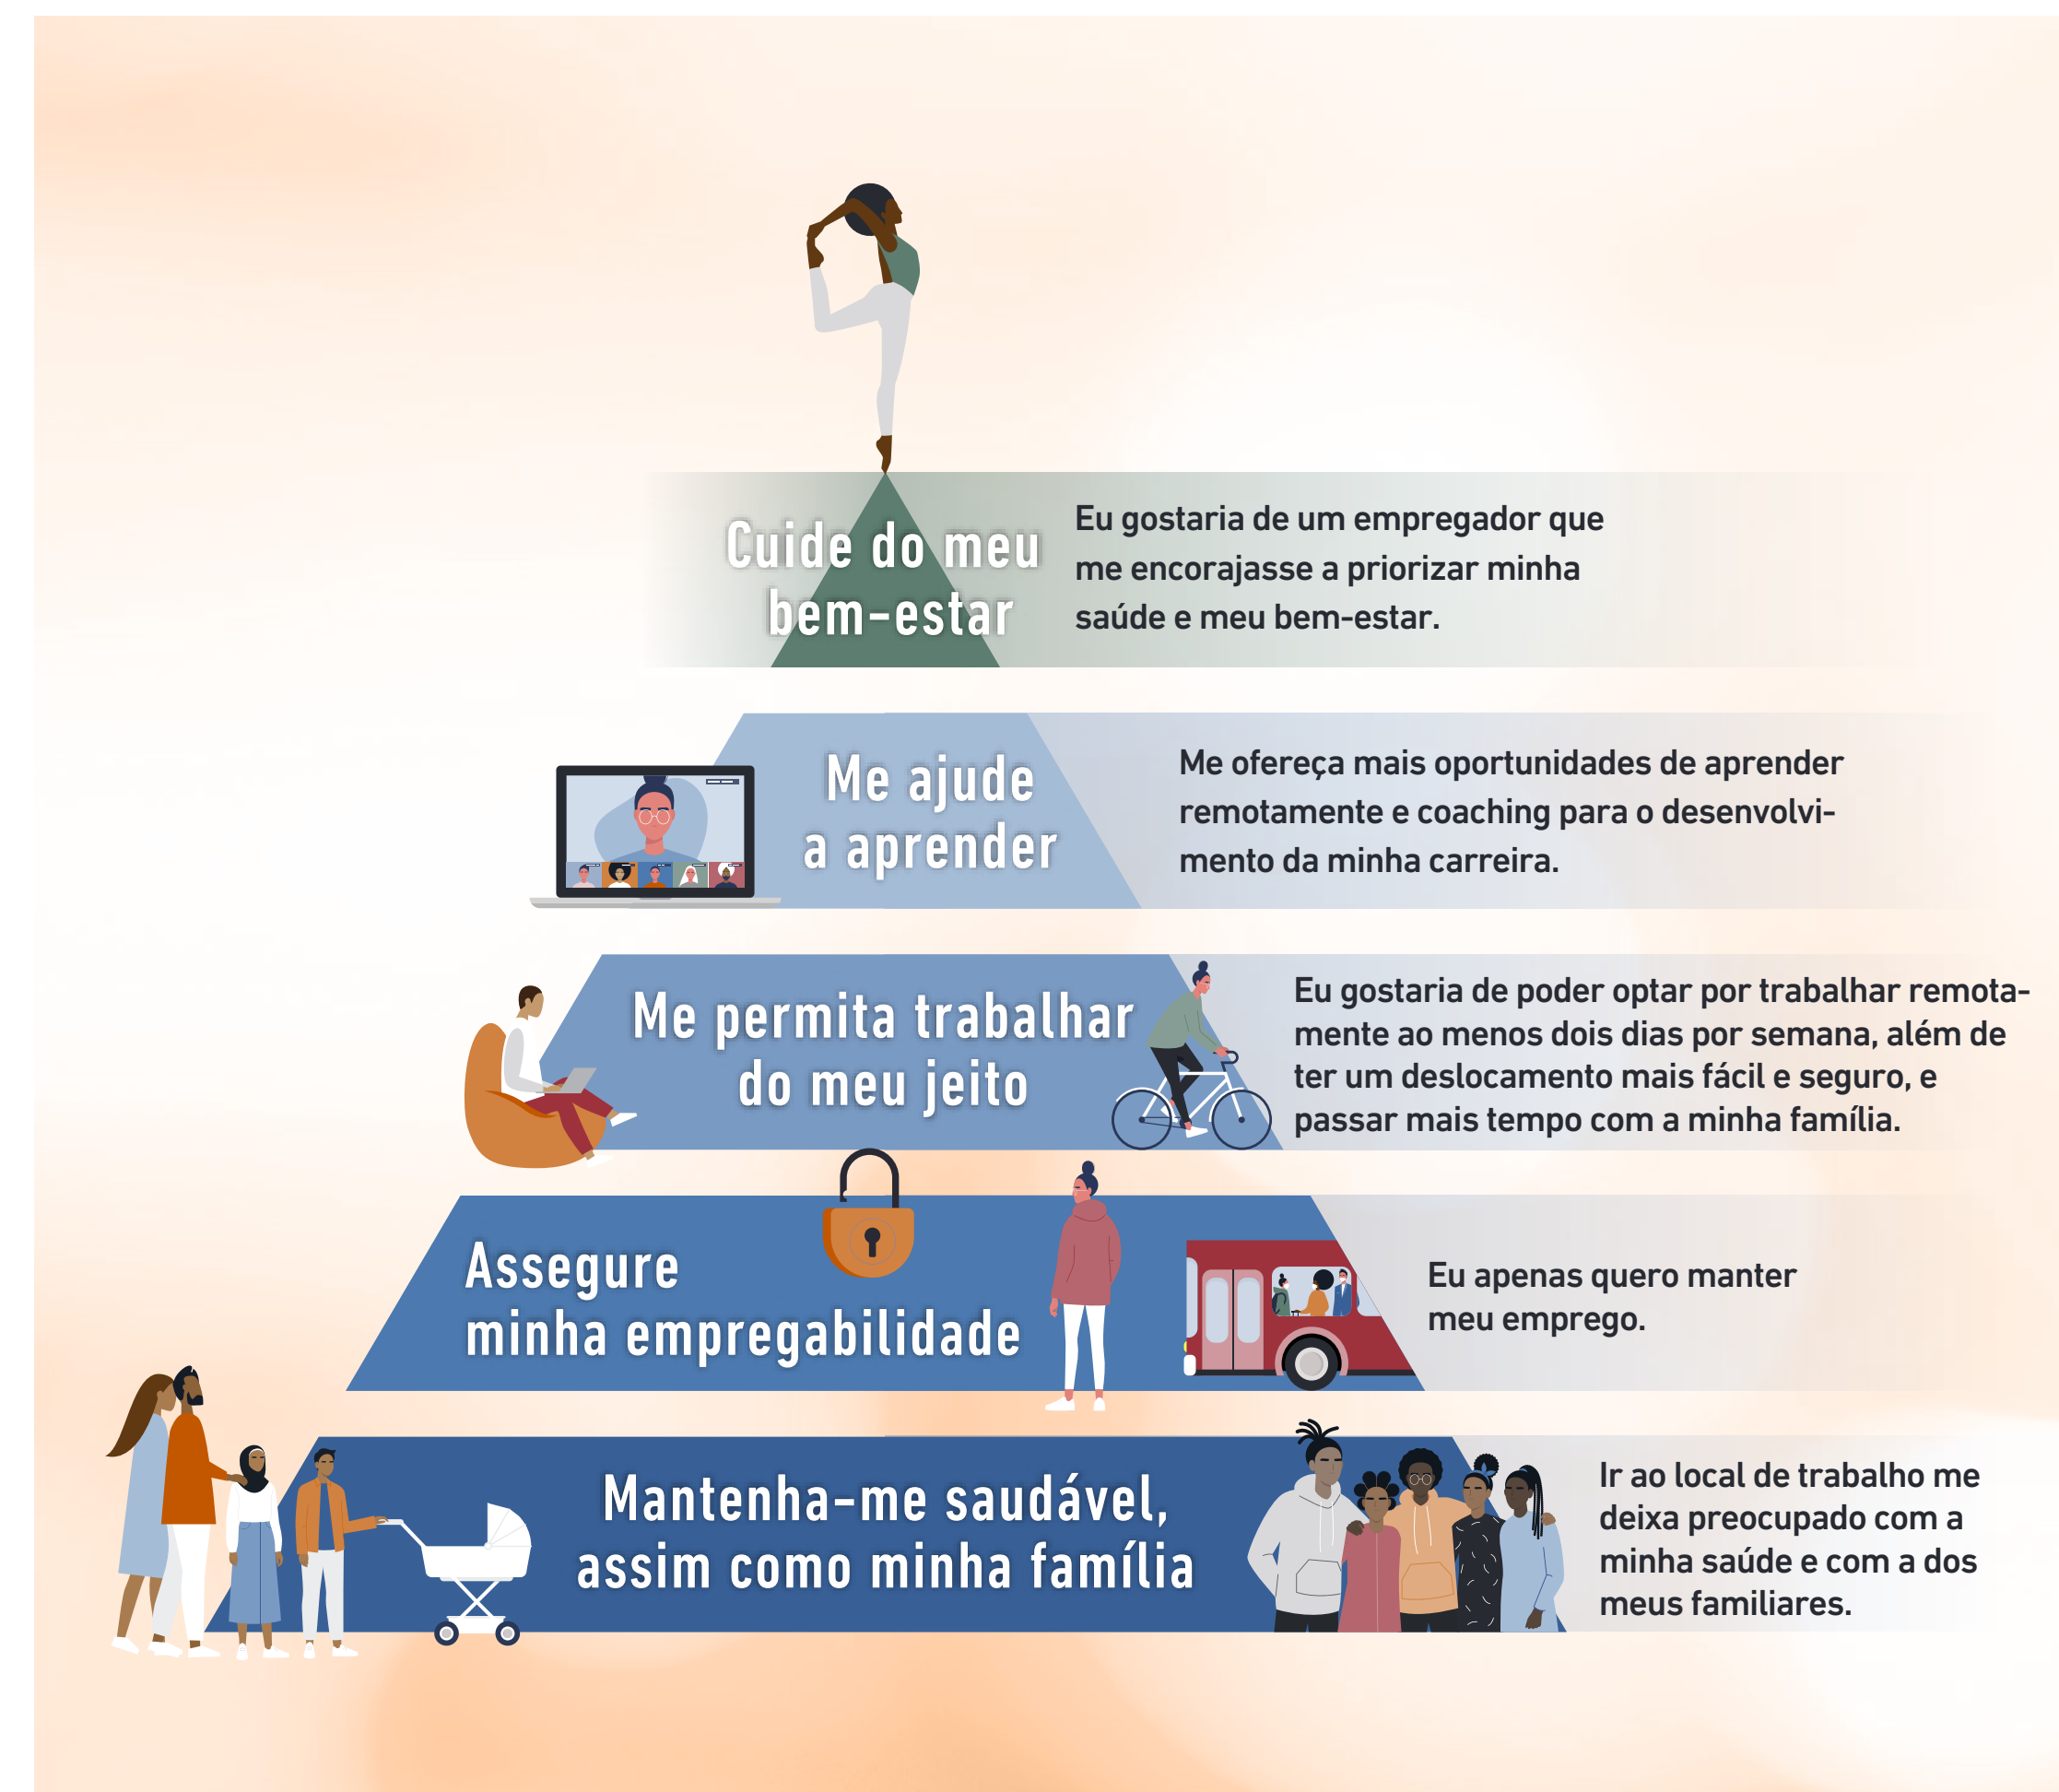 Cuide do meu
bem-estar
Eu gostaria de um empregador que
me encorajasse a priorizar minha
saúde e meu bem-estar.
Me ajude
a aprender
Me ofereça mais oportunidades de aprender
remotamente e coaching para o desenvolvi-
mento da minha carreira.
Me permita trabalhar
do meu jeito
Eu gostaria de poder optar por trabalhar remota-
mente ao menos dois dias por semana, além de
ter um deslocamento mais fácil e seguro, e
passar mais tempo com a minha família.
Assegure
minha empregabilidade
Eu apenas quero manter
meu emprego.
Mantenha-me saudável,
assim como minha família
Ir ao local de trabalho me
deixa preocupado com a
minha saúde e com a dos
meus familiares.